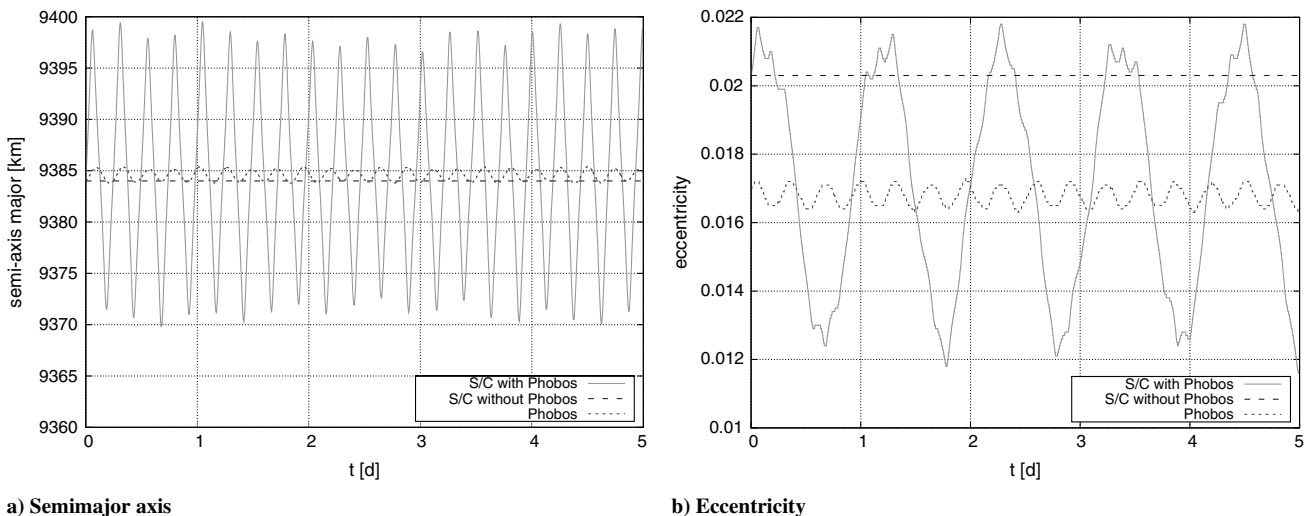 9400
9395
9390
9385
9380
9375
9370
9365
9360
semi-axis major [km]
0 1 2 3 4 5
t [d]
S/C with Phobos
S/C without Phobos
Phobos
a) Semimajor axis
0.022
0.02
0.018
0.016
0.014
0.012
0.01
eccentricity
0 1 2 3 4 5
t [d]
S/C with Phobos
S/C without Phobos
Phobos
b) Eccentricity